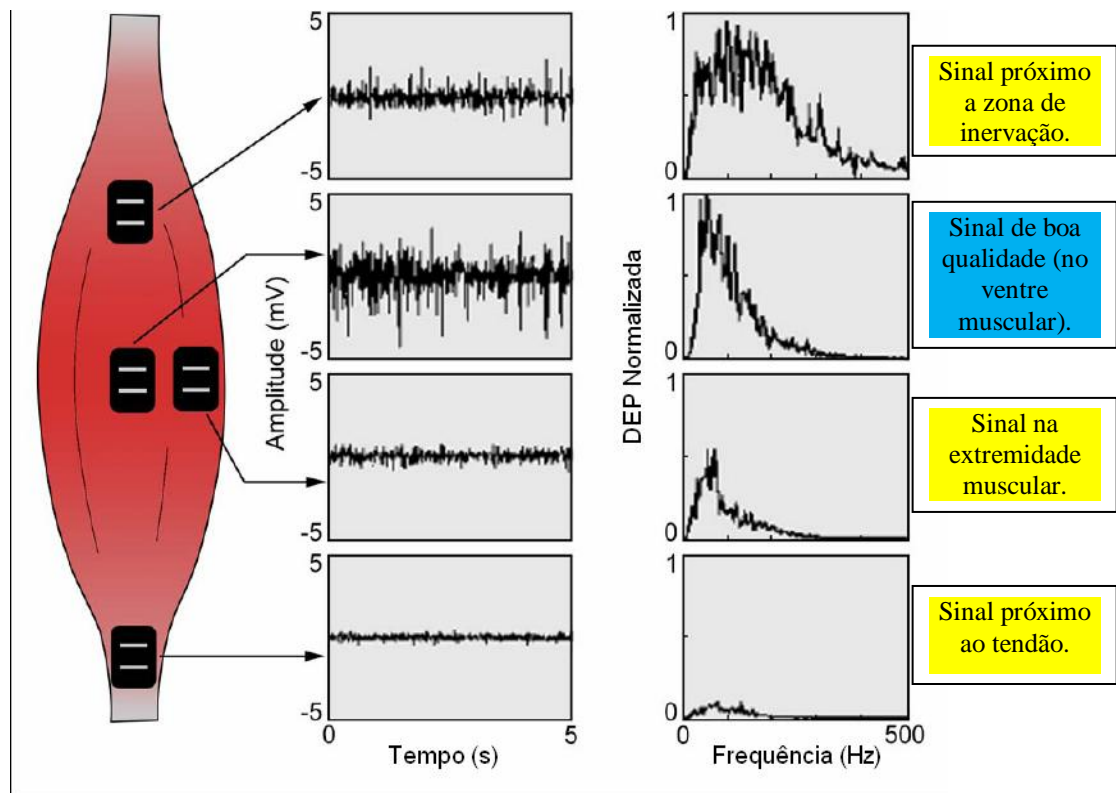 5
-5
1
0
Sinal próximo
a zona de
inervação.
5
-5
1
0
Sinal de boa
qualidade (no
ventre
muscular).
Amplitude (mV)
DEP Normalizada
5
-5
1
0
Sinal na
extremidade
muscular.
5
-5
1
0
Sinal próximo
ao tendão.
0
5
0
500
Tempo (s)
Frequência (Hz)